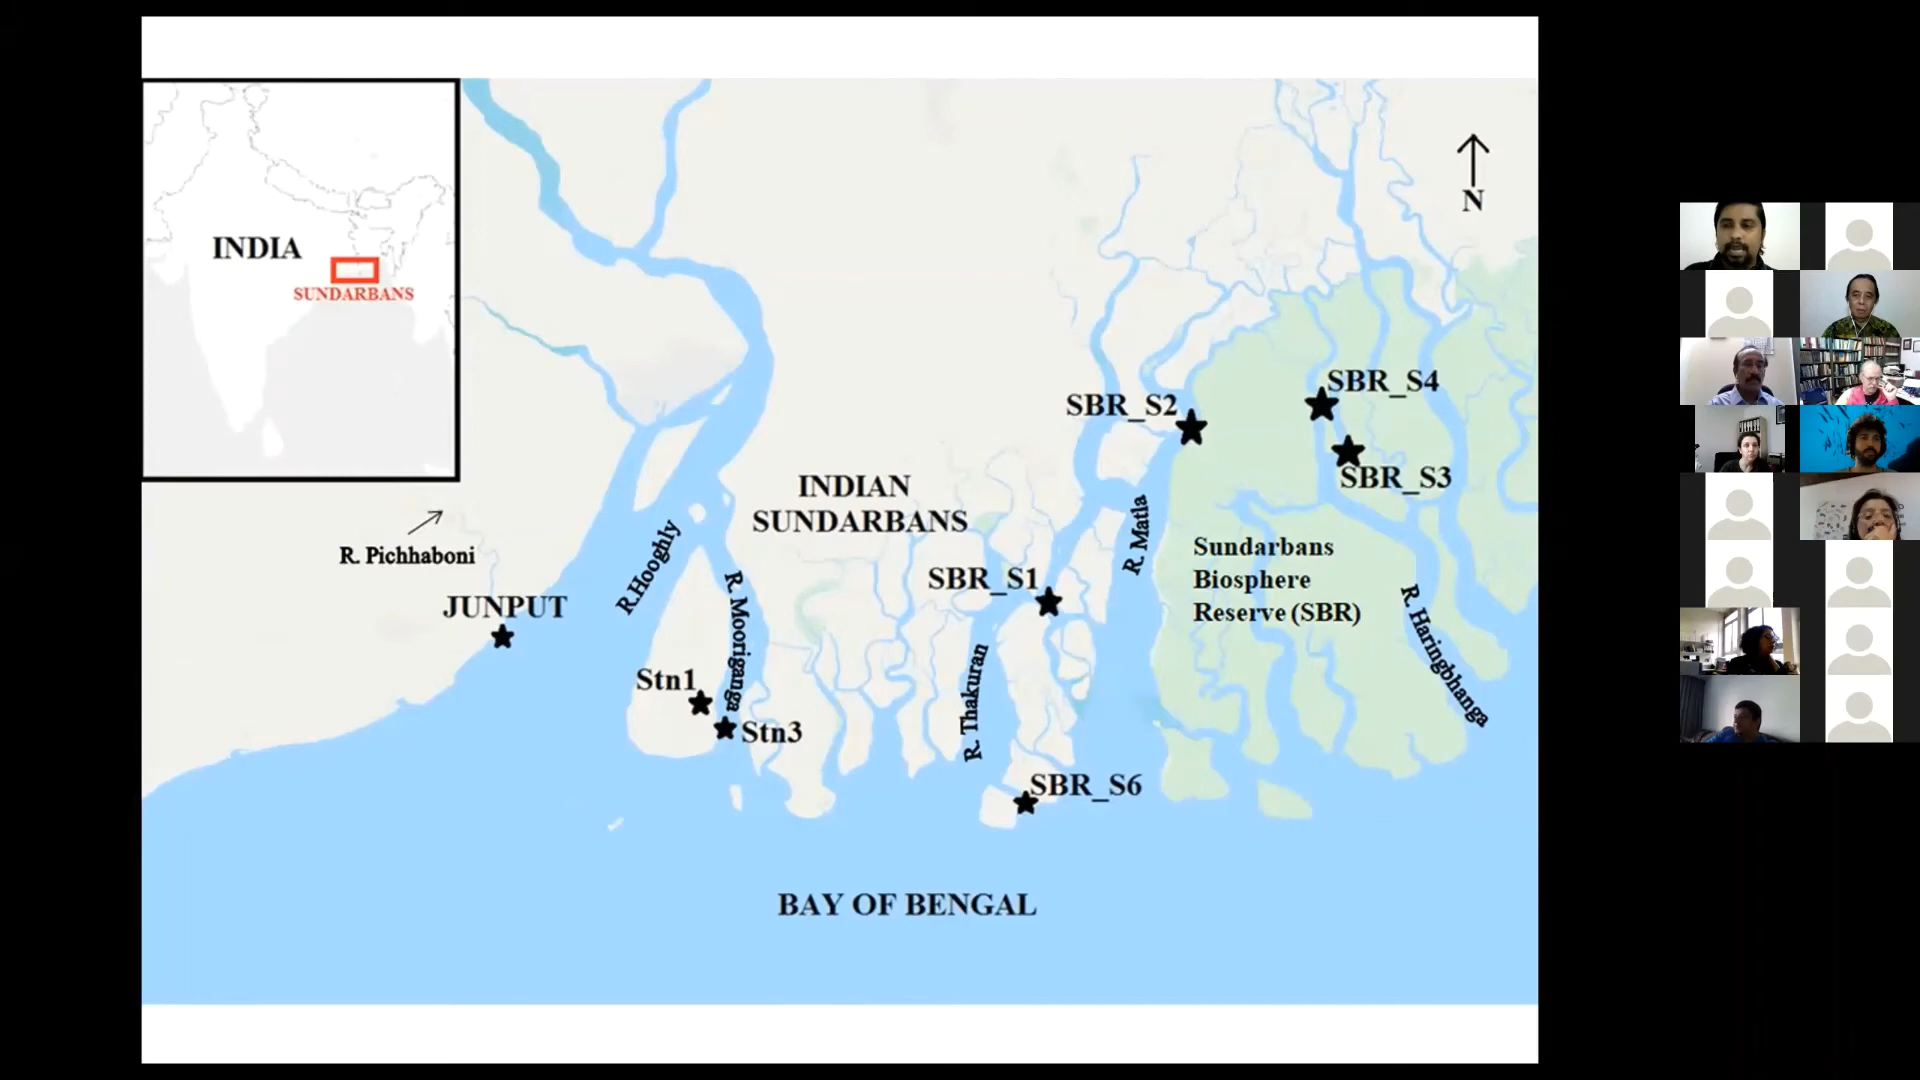 INDIA
SUNDARBANS
N
SBR_S4
SBR_S2
SBR_S3
INDIAN
SUNDARBANS
R. Matla
R. Pichhaboni
Sundarbans
Biosphere
Reserve (SBR)
R.Hooghly
SBR_S1
JUNPUT
R. Mooriganga
R. Haringbhanga
R. Thakuran
Stn1
Stn3
SBR_S6
BAY OF BENGAL